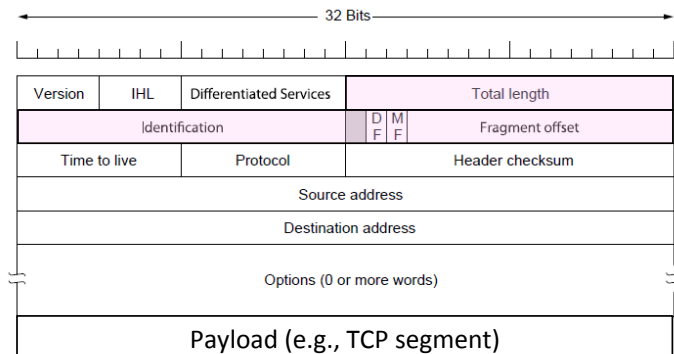 32 Bits
Version IHL Differentiated Services Total length
Identification D F M F Fragment offset
Time to live Protocol Header checksum
Source address
Destination address
Options (0 or more words)
Payload (e.g., TCP segment)